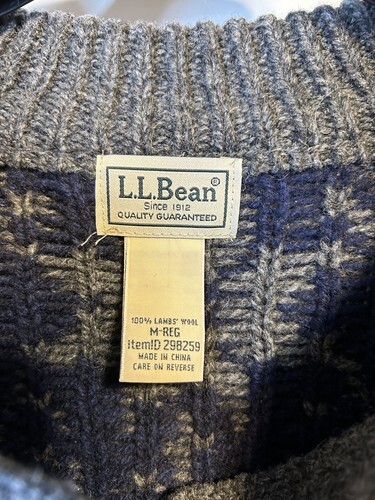 L.L.Bean®
Since 1912
QUALITY GUARANTEED
100% LAMBS' WOOL
M-REG
ItemID 298259
MADE IN CHINA
CARE ON REVERSE